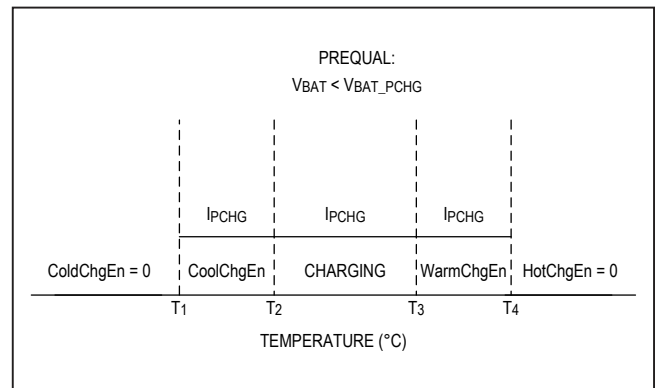 PREQUAL:
VBAT < VBAT_PCHG
IPCHG IPCHG IPCHG
ColdChgEn = 0 CoolChgEn CHARGING WarmChgEn HotChgEn = 0
T1 T2 T3 T4
TEMPERATURE (°C)